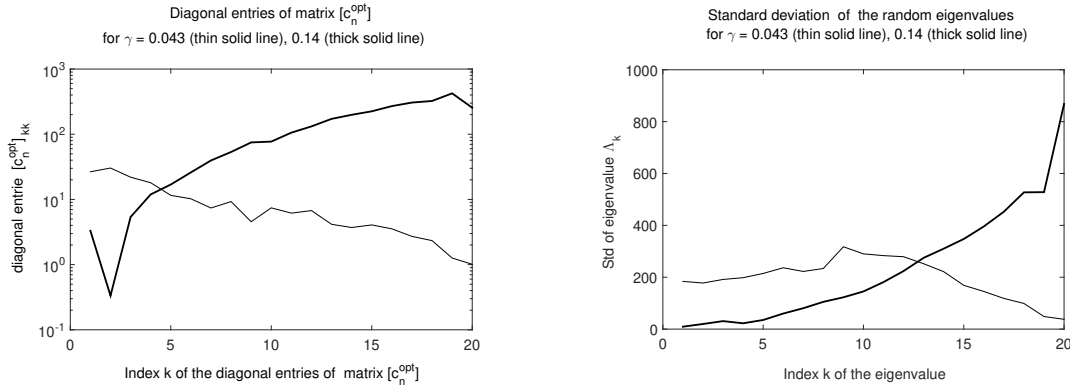 Diagonal entries of matrix [c_n^opt]
for γ = 0.043 (thin solid line), 0.14 (thick solid line)
10^3
10^2
10^1
10^0
10^-1
diagonal entrie [c_n^opt]_kk
0 5 10 15 20
Index k of the diagonal entries of matrix [c_n^opt]
Standard deviation of the random eigenvalues
for γ = 0.043 (thin solid line), 0.14 (thick solid line)
1000
800
600
400
200
0
Std of eigenvalue Λ_k
0 5 10 15 20
Index k of the eigenvalue